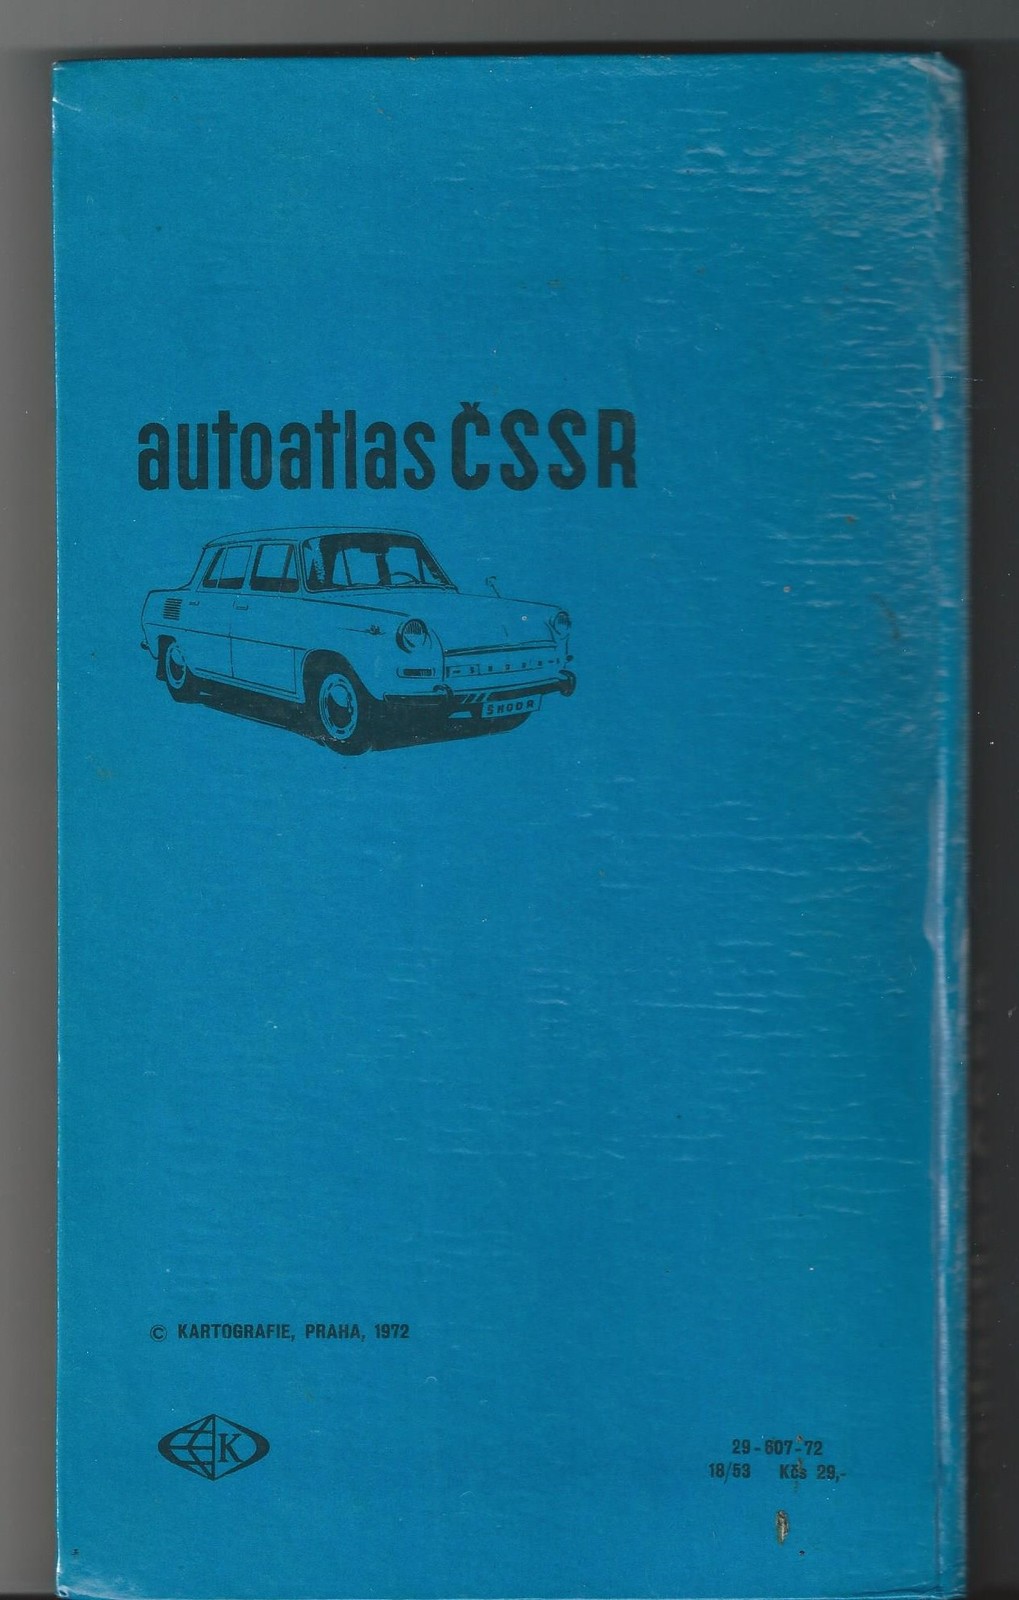 autoatlas ČSSR
ŠKODA
© KARTOGRAFIE, PRAHA, 1972
K
29-607-72
18/53 Kčs 29,-